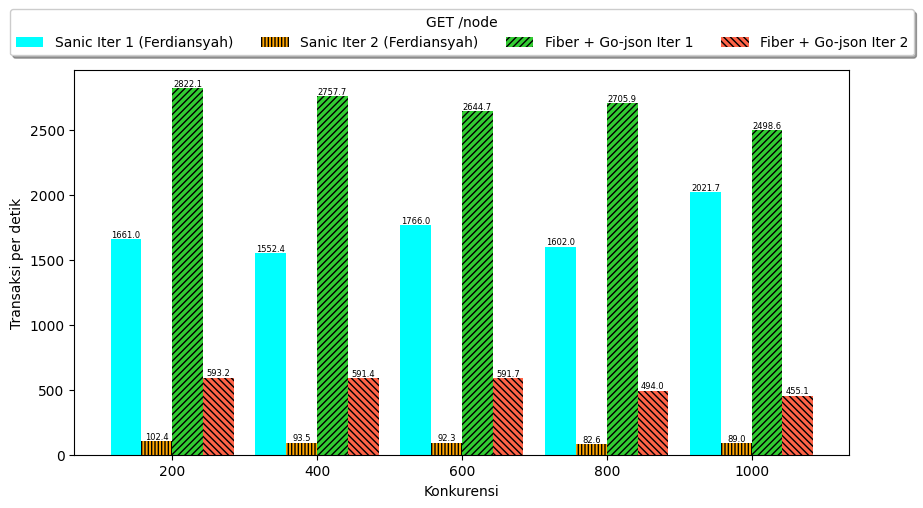 GET /node
Sanic Iter 1 (Ferdiansyah) Sanic Iter 2 (Ferdiansyah) Fiber + Go-json Iter 1 Fiber + Go-json Iter 2
Transaksi per detik
2500
2000
1500
1000
500
0
1661.0 102.4 2822.1 593.2
1552.4 93.5 2757.7 591.4
1766.0 92.3 2644.7 591.7
1602.0 82.6 2705.9 494.0
2021.7 89.0 2498.6 455.1
200 400 600 800 1000
Konkurensi